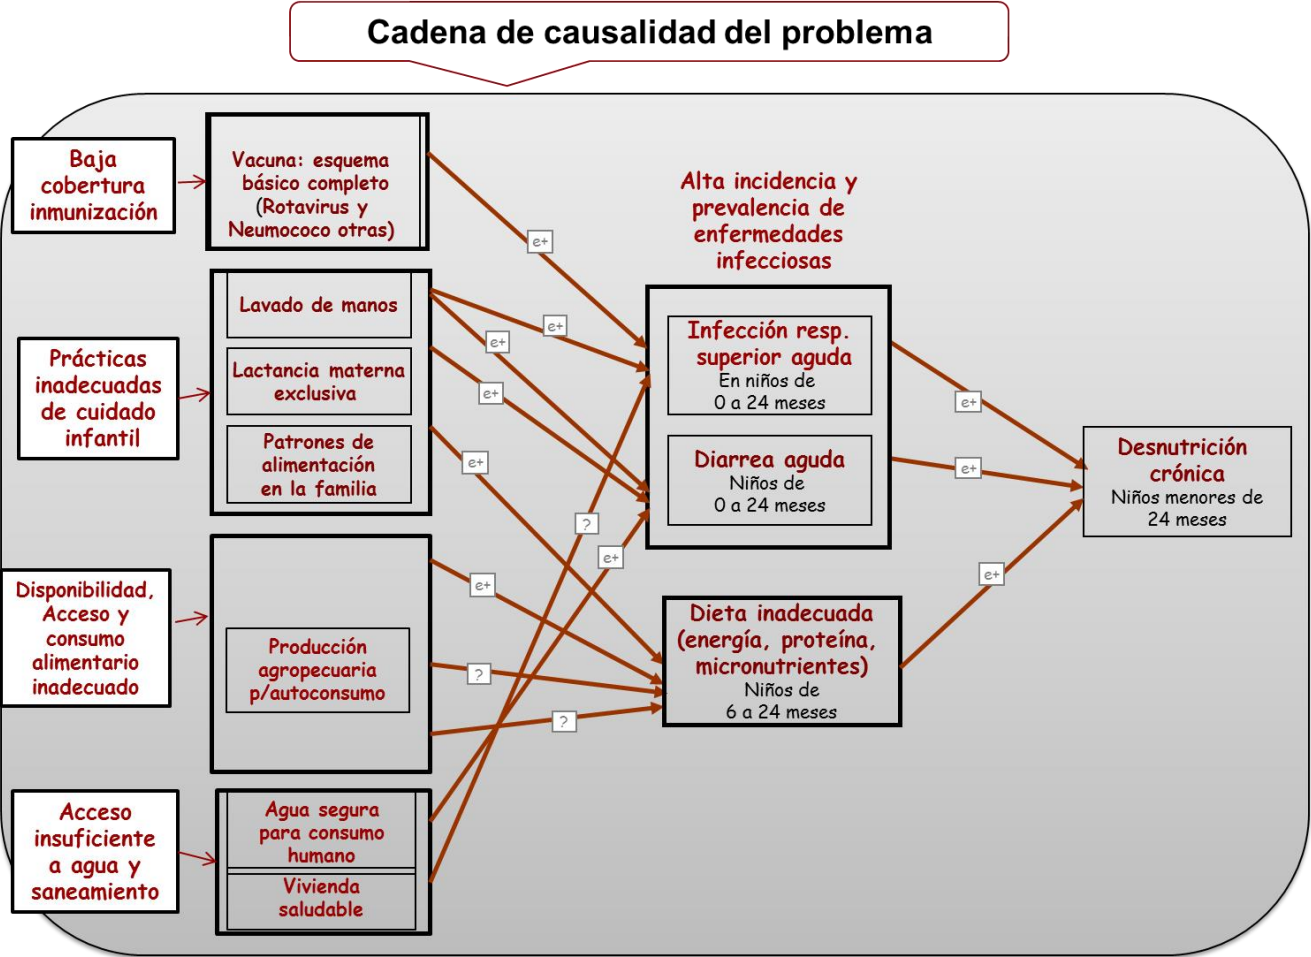 Cadena de causalidad del problema
Baja
cobertura
inmunización
Vacuna: esquema
básico completo
(Rotavirus y
Neumococo otras)
e+
Alta incidencia y
prevalencia de
enfermedades
infecciosas
Prácticas
inadecuadas
de cuidado
infantil
Lavado de manos
Lactancia materna
exclusiva
Patrones de
alimentación
en la familia
e+
e+
e+
e+
Infección resp.
superior aguda
En niños de
0 a 24 meses
Diarrea aguda
Niños de
0 a 24 meses
e+
e+
Desnutrición
crónica
Niños menores de
24 meses
Disponibilidad,
Acceso y
consumo
alimentario
inadecuado
Producción
agropecuaria
p/autoconsumo
?
e+
e+
?
?
e+
Dieta inadecuada
(energía, proteína,
micronutrientes)
Niños de
6 a 24 meses
Acceso
insuficiente
a agua y
saneamiento
Agua segura
para consumo
humano
Vivienda
saludable